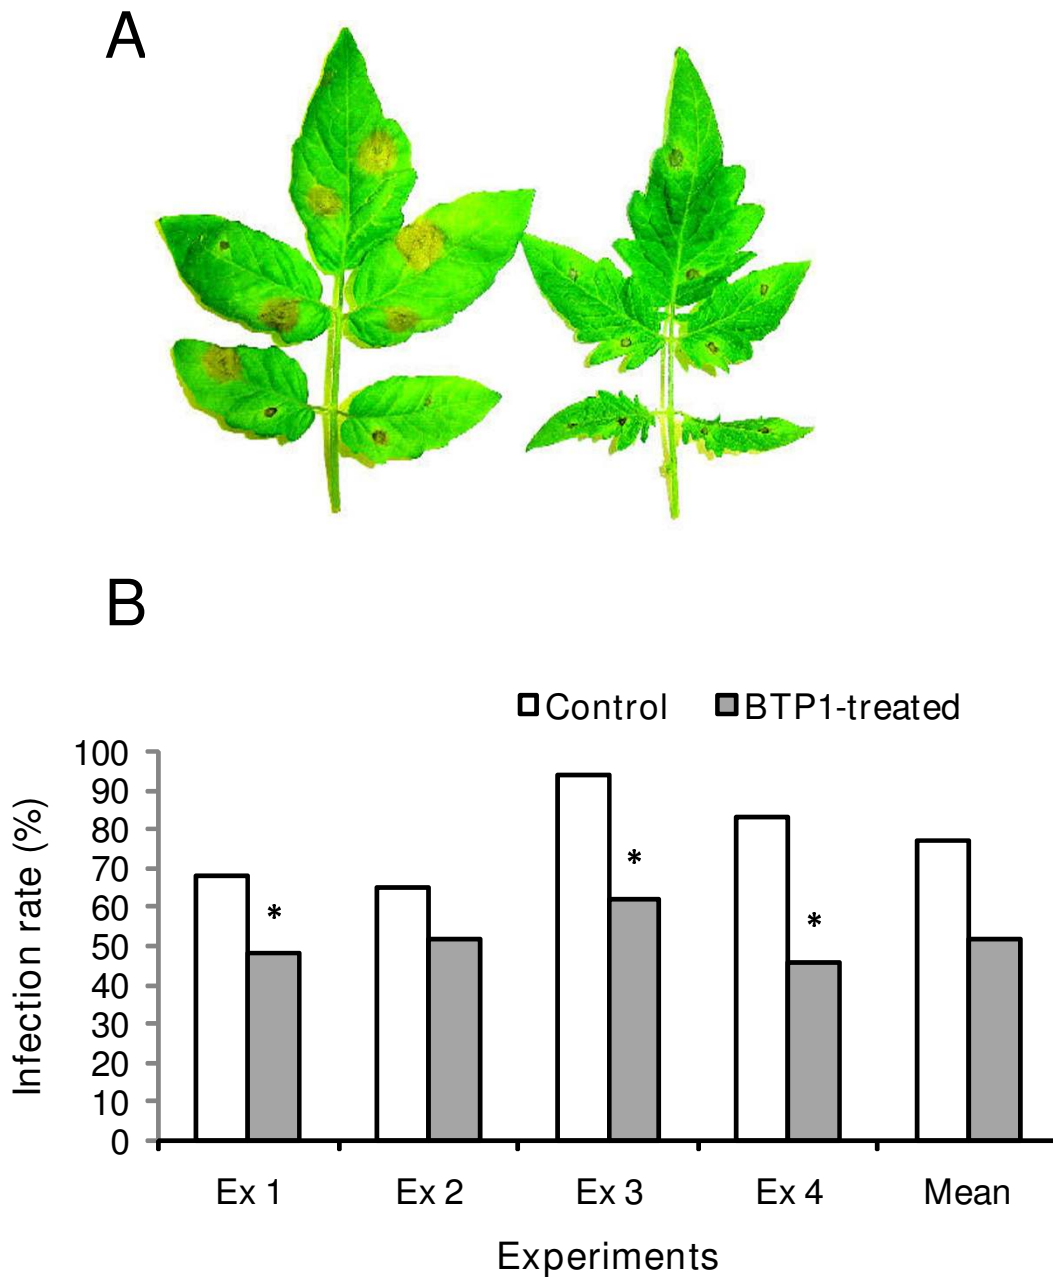 A
B
Control BTP1-treated
Infection rate (%)
100
90
80
70
60
50
40
30
20
10
0
*
*
*
Ex 1 Ex 2 Ex 3 Ex 4 Mean
Experiments